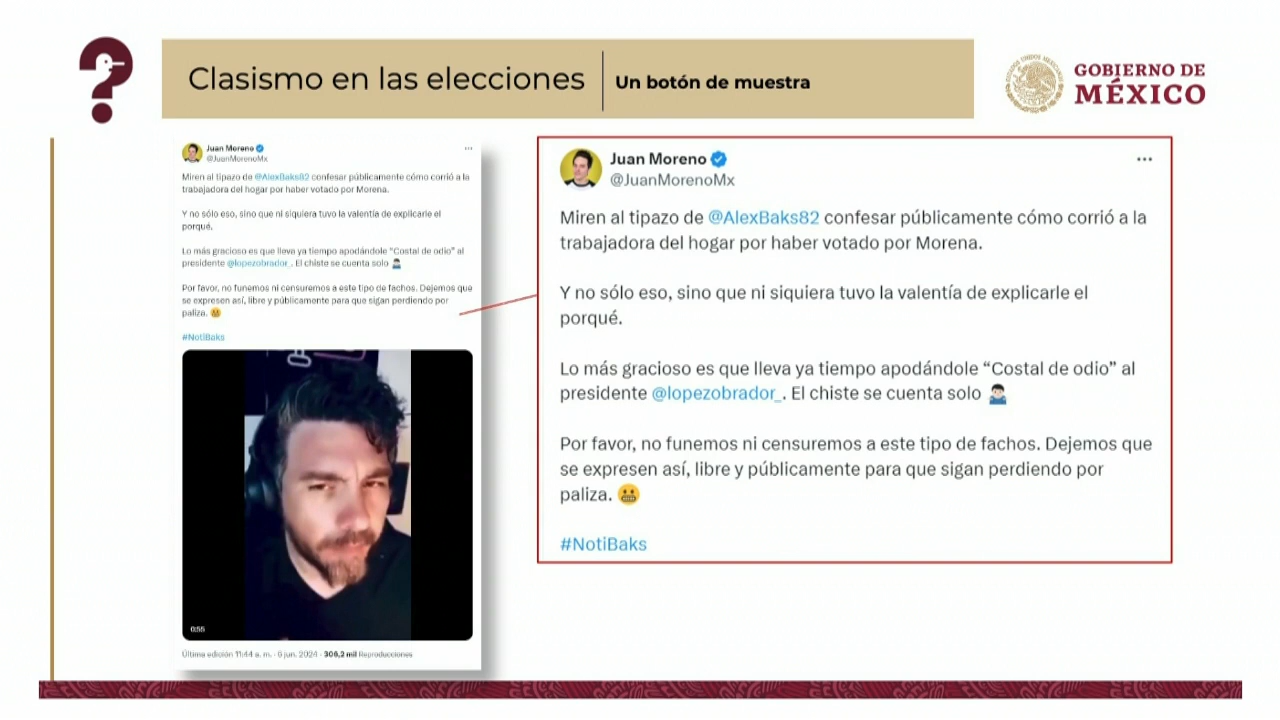 Clasismo en las elecciones
Un botón de muestra
GOBIERNO DE
MÉXICO
Juan Moreno
@JuanMorenoMx
Miren al tipazo de @AlexBaks82 confesar públicamente cómo corrió a la
trabajadora del hogar por haber votado por Morena.
Y no sólo eso, sino que ni siquiera tuvo la valentía de explicarle el
porqué.
Lo más gracioso es que lleva ya tiempo apodándole "Costal de odio" al
presidente @lopezobrador_. El chiste se cuenta solo
Por favor, no funemos ni censuremos a este tipo de fachos. Dejemos que
se expresen así, libre y públicamente para que sigan perdiendo por
paliza.
#NotiBaks
0:55
Última edición 11:44 a. m. · 6 jun. 2024 · 306,2 mil Reproducciones
Juan Moreno
@JuanMorenoMx
Miren al tipazo de @AlexBaks82 confesar públicamente cómo corrió a la
trabajadora del hogar por haber votado por Morena.
Y no sólo eso, sino que ni siquiera tuvo la valentía de explicarle el
porqué.
Lo más gracioso es que lleva ya tiempo apodándole “Costal de odio” al
presidente @lopezobrador_. El chiste se cuenta solo
Por favor, no funemos ni censuremos a este tipo de fachos. Dejemos que
se expresen así, libre y públicamente para que sigan perdiendo por
paliza.
#NotiBaks